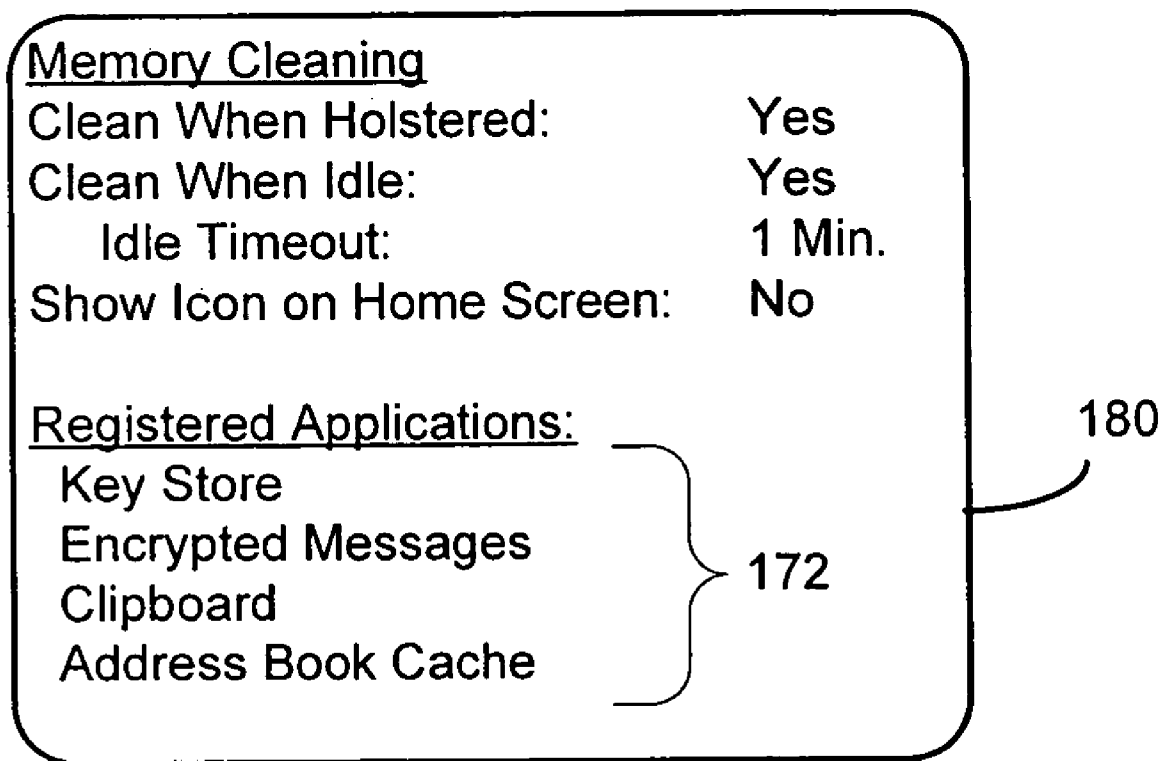 Memory Cleaning
Clean When Holstered: Yes
Clean When Idle: Yes
Idle Timeout: 1 Min.
Show Icon on Home Screen: No
Registered Applications:
180
Key Store
Encrypted Messages
172
Clipboard
Address Book Cache